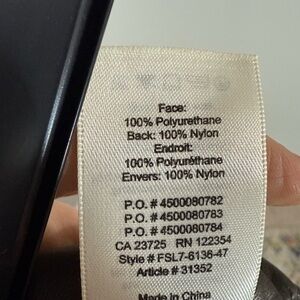 Face:
100% Polyurethane
Back: 100% Nylon
Endroit:
100% Polyuréthane
Envers: 100% Nylon
P.O. # 4500080782
P.O. # 4500080783
P.O. # 4500080784
CA 23725 RN 122354
Style # FSL7-6136-47
Article # 31352
Made in China